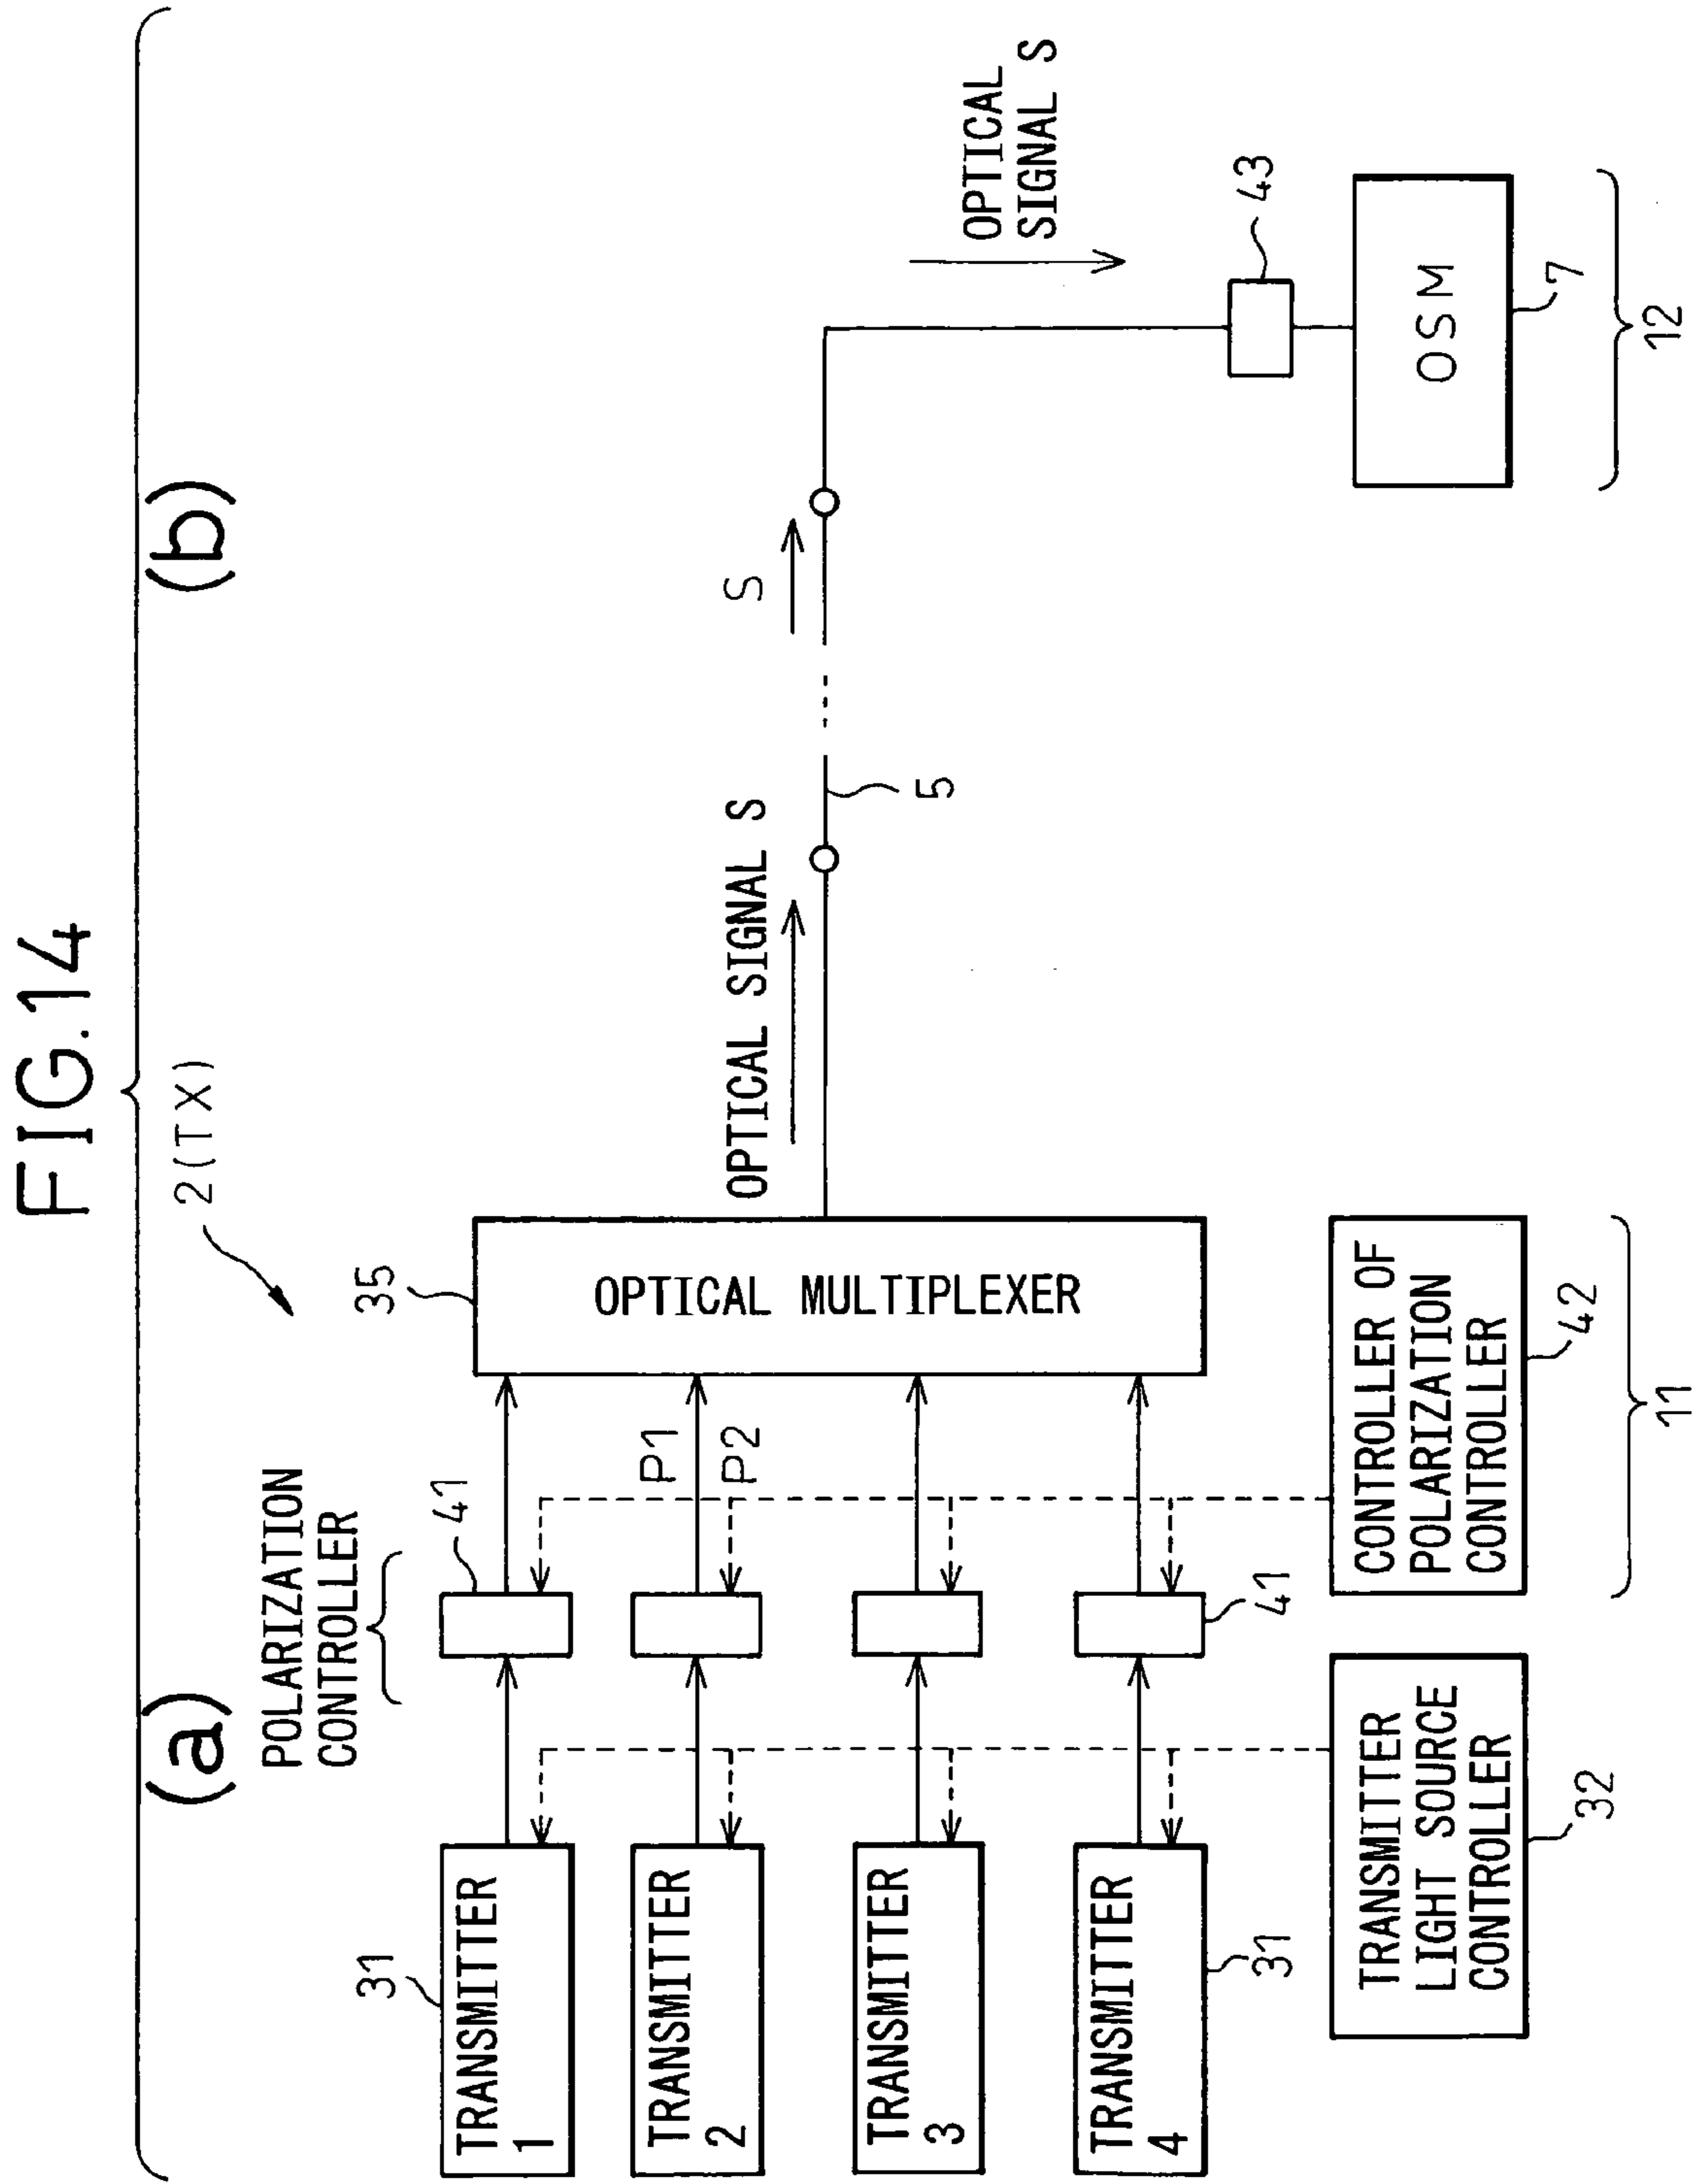 FIG.14
(a)
(b)
2(TX)
POLARIZATION
CONTROLLER
41
35
31
TRANSMITTER
1
TRANSMITTER
2
TRANSMITTER
3
TRANSMITTER
4
31
41
P1
P2
OPTICAL MULTIPLEXER
OPTICAL SIGNAL S
5
S
OPTICAL
SIGNAL S
43
OSM
7
12
TRANSMITTER
LIGHT SOURCE
CONTROLLER
32
CONTROLLER OF
POLARIZATION
CONTROLLER
42
11